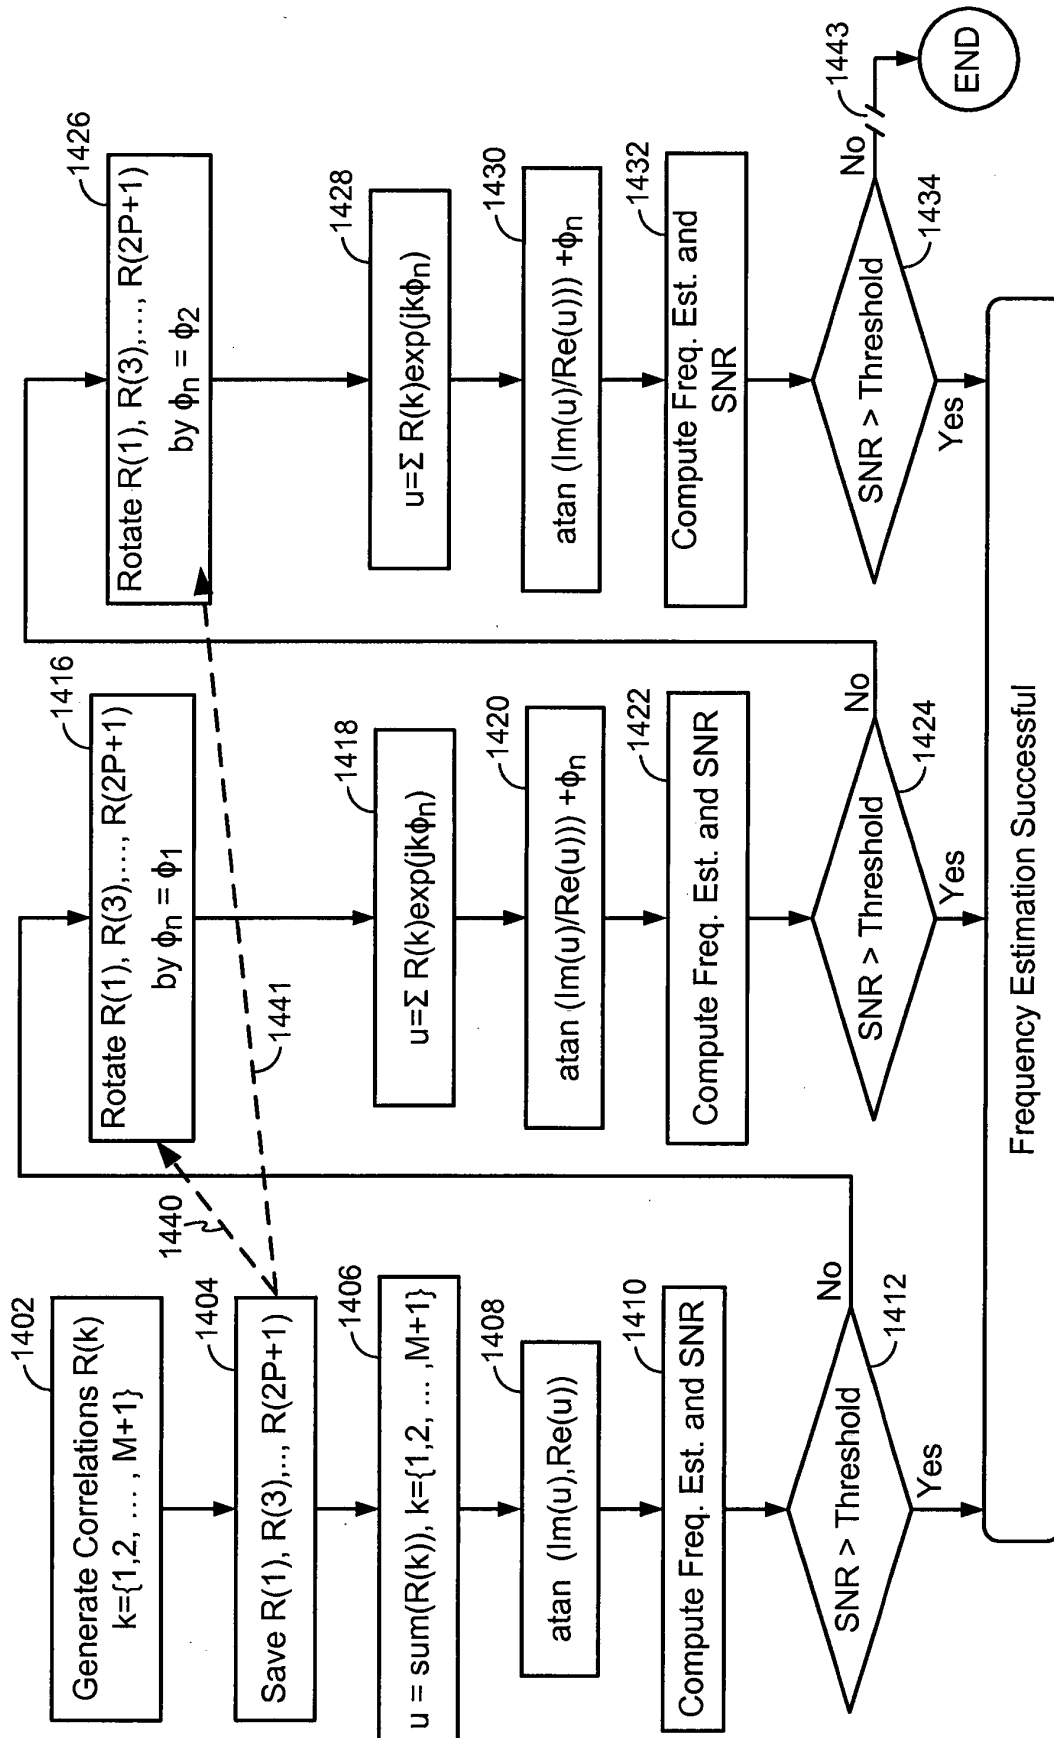 1402
Generate Correlations R(k)
k={1,2, ... , M+1}
1404
Save R(1), R(3),.., R(2P+1)
1406
u = sum(R(k)), k={1,2, ... ,M+1}
1408
atan (Im(u),Re(u))
1410
Compute Freq. Est. and SNR
1412
SNR > Threshold
No
Yes
1440
1441
1416
Rotate R(1), R(3),..., R(2P+1)
by ϕn = ϕ1
1418
u=Σ R(k)exp(jkϕn)
1420
atan (Im(u)/Re(u))) +ϕn
1422
Compute Freq. Est. and SNR
1424
SNR > Threshold
No
Yes
1426
Rotate R(1), R(3),..., R(2P+1)
by ϕn = ϕ2
1428
u=Σ R(k)exp(jkϕn)
1430
atan (Im(u)/Re(u))) +ϕn
1432
Compute Freq. Est. and
SNR
1434
SNR > Threshold
No
Yes
1443
END
Frequency Estimation Successful